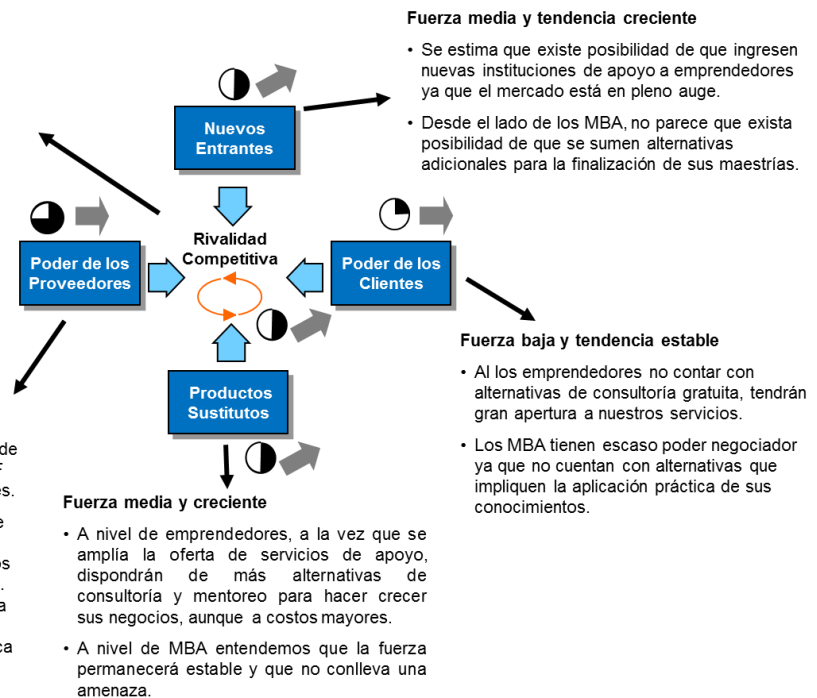 Fuerza media y tendencia creciente
• Se estima que existe posibilidad de que ingresen
nuevas instituciones de apoyo a emprendedores
ya que el mercado está en pleno auge.
• Desde el lado de los MBA, no parece que exista
posibilidad de que se sumen alternativas
adicionales para la finalización de sus maestrías.
Nuevos
Entrantes
Rivalidad
Competitiva
Poder de los
Proveedores
Poder de los
Clientes
Productos
Sustitutos
Fuerza baja y tendencia estable
• Al los emprendedores no contar con
alternativas de consultoría gratuita, tendrán
gran apertura a nuestros servicios.
• Los MBA tienen escaso poder negociador
ya que no cuentan con alternativas que
impliquen la aplicación práctica de sus
conocimientos.
de
Fuerza media y creciente
• A nivel de emprendedores, a la vez que se
amplía la oferta de servicios de apoyo,
dispondrán de más alternativas de
consultoría y mentoreo para hacer crecer
sus negocios, aunque a costos mayores.
• A nivel de MBA entendemos que la fuerza
permanecerá estable y que no conlleva una
amenaza.